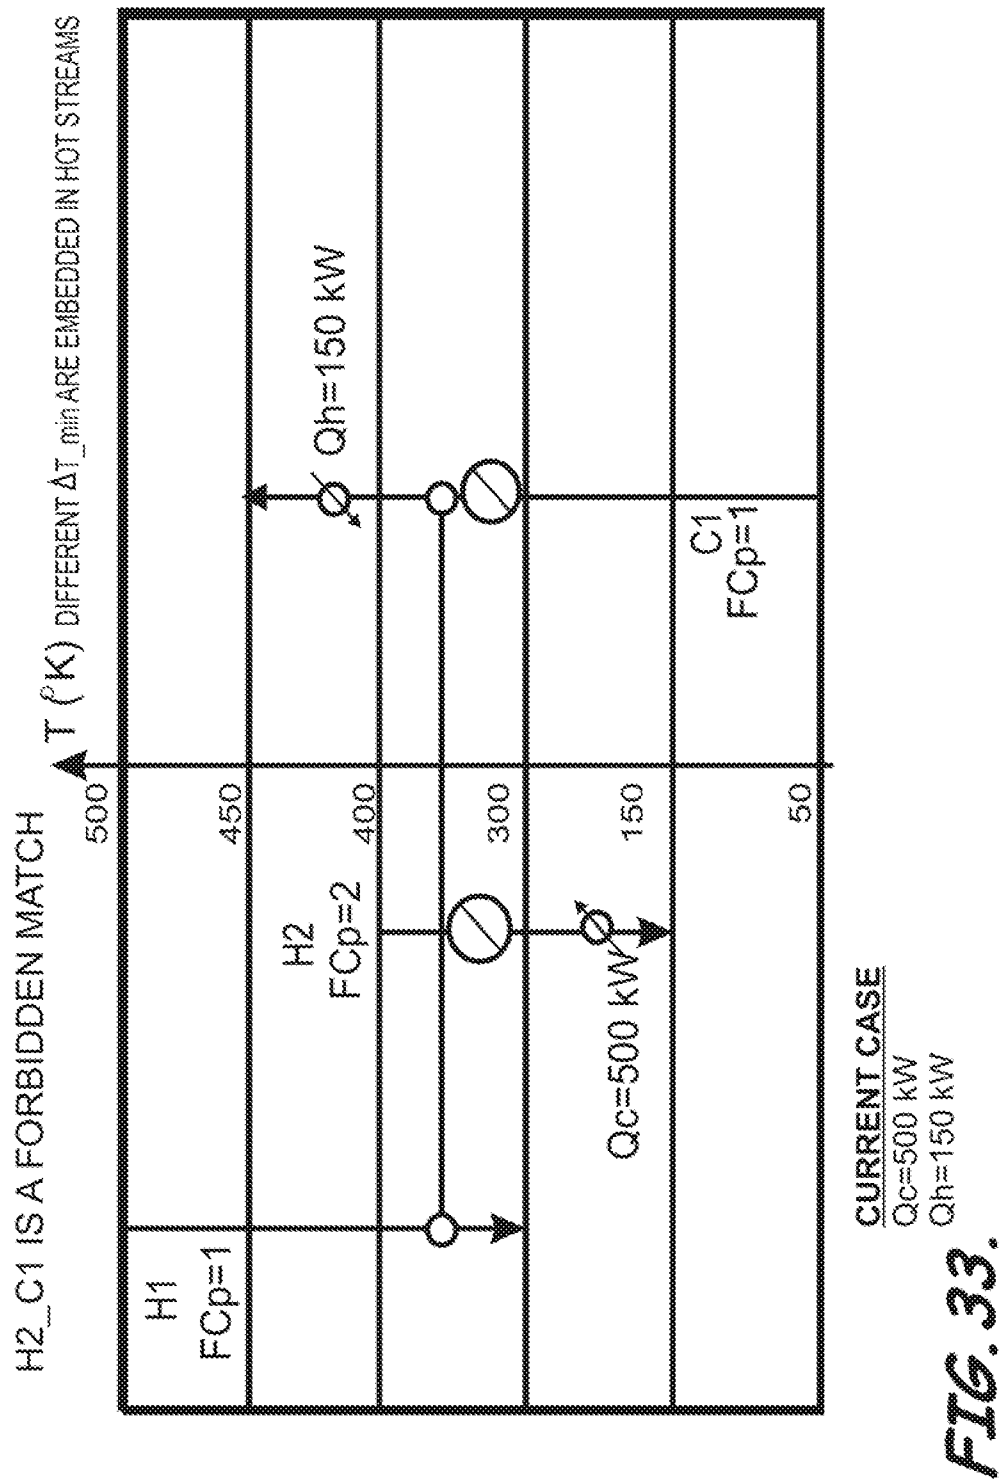 H2_C1 IS A FORBIDDEN MATCH
T (°K) DIFFERENT ΔT_min ARE EMBEDDED IN HOT STREAMS
500
H1
FCp=1
450
H2
FCp=2
400
Qh=150 kW
300
Qc=500 kW
150
C1
FCp=1
50
CURRENT CASE
Qc=500 kW
Qh=150 kW
FIG. 33.